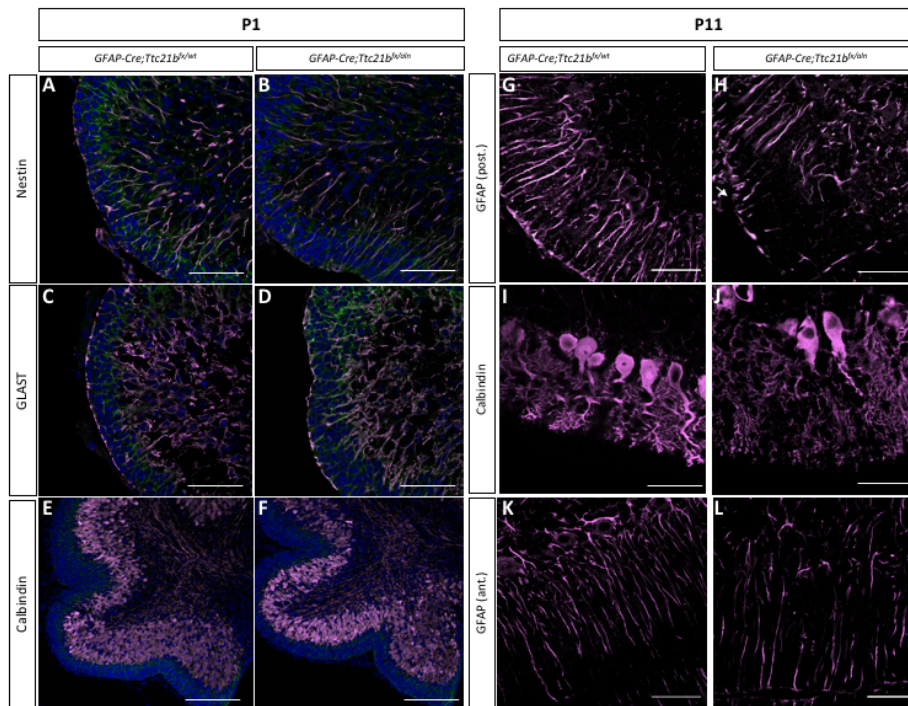 P1
P11
GFAP-Cre;Ttc21b^fx/wt
GFAP-Cre;Ttc21b^fx/aln
GFAP-Cre;Ttc21b^fx/wt
GFAP-Cre;Ttc21b^fx/aln
A
B
G
H
Nestin
GFAP (post.)
C
D
I
J
GLAST
Calbindin
E
F
K
L
Calbindin
GFAP (ant.)